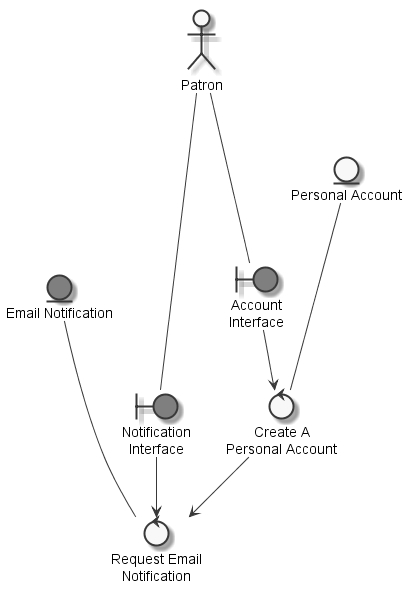 Patron
Personal Account
Email Notification
Account
Interface
Notification
Interface
Create A
Personal Account
Request Email
Notification